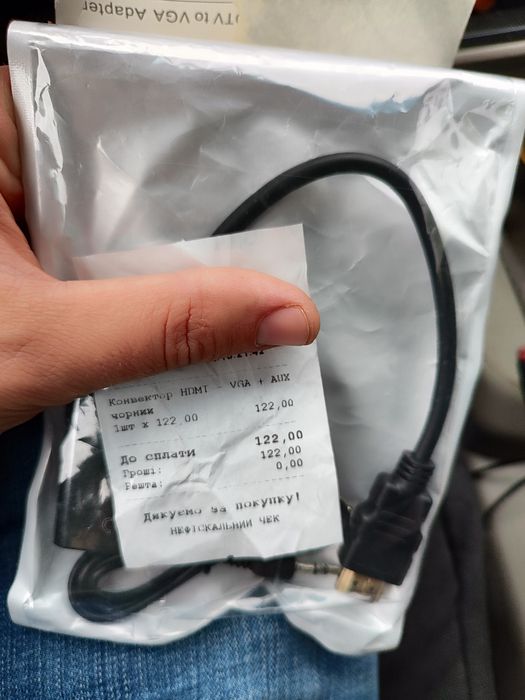 TV to VGA Adapter
Конвектор HDMI - VGA + AUX
чорний
1шт x 122,00 122,00
До сплати 122,00
Гроші: 122,00
Решта: 0,00
Дякуємо за покупку!
НЕФІСКАЛЬНИЙ ЧЕК